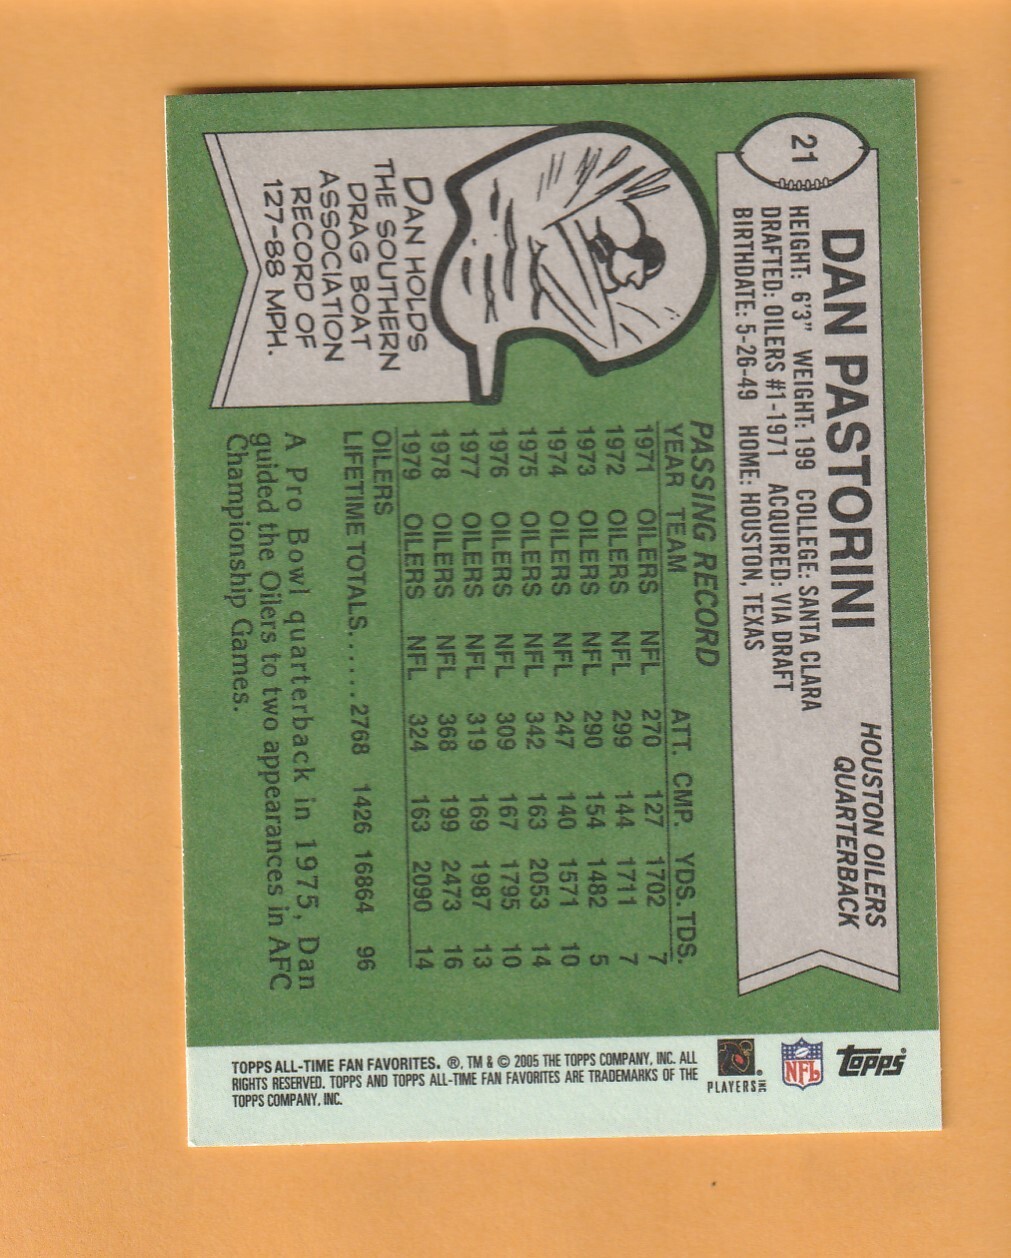 21
DAN PASTORINI
HOUSTON OILERS
QUARTERBACK
HEIGHT: 6'3" WEIGHT: 199 COLLEGE: SANTA CLARA
DRAFTED: OILERS #1-1971 ACQUIRED: VIA DRAFT
BIRTHDATE: 5-26-49 HOME: HOUSTON, TEXAS
PASSING RECORD
YEAR TEAM ATT. CMP. YDS. TDS.
1971 OILERS NFL 270 127 1702 7
1972 OILERS NFL 299 144 1711 7
1973 OILERS NFL 290 154 1482 5
1974 OILERS NFL 247 140 1571 10
1975 OILERS NFL 342 163 2053 14
1976 OILERS NFL 309 167 1795 10
1977 OILERS NFL 319 169 1987 13
1978 OILERS NFL 368 199 2473 16
1979 OILERS NFL 324 163 2090 14
OILERS
LIFETIME TOTALS......2768 1426 16864 96
DAN HOLDS
THE SOUTHERN
DRAG BOAT
ASSOCIATION
RECORD OF
127-88 MPH.
A Pro Bowl quarterback in 1975, Dan
guided the Oilers to two appearances in AFC
Championship Games.
Topps
NFL
PLAYERS INC
TOPPS ALL-TIME FAN FAVORITES. ®, TM & © 2005 THE TOPPS COMPANY, INC. ALL
RIGHTS RESERVED. TOPPS AND TOPPS ALL-TIME FAN FAVORITES ARE TRADEMARKS OF THE
TOPPS COMPANY, INC.